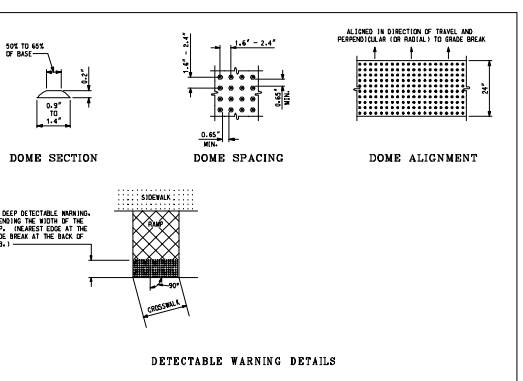 50% TO 65%
OF BASE
0.2"
0.9"
TO
1.4"
DOME SECTION
1.6" - 2.4"
1.6" - 2.4"
0.65"
MIN.
0.65"
MIN.
DOME SPACING
ALIGNED IN DIRECTION OF TRAVEL AND
PERPENDICULAR (OR RADIAL) TO GRADE BREAK
24"
DOME ALIGNMENT
DEEP DETECTABLE WARNING,
ENDING THE WIDTH OF THE
P. (NEAREST EDGE AT THE
DE BREAK AT THE BACK OF
B.)
SIDEWALK
RAMP
90°
CROSSWALK
DETECTABLE WARNING DETAILS